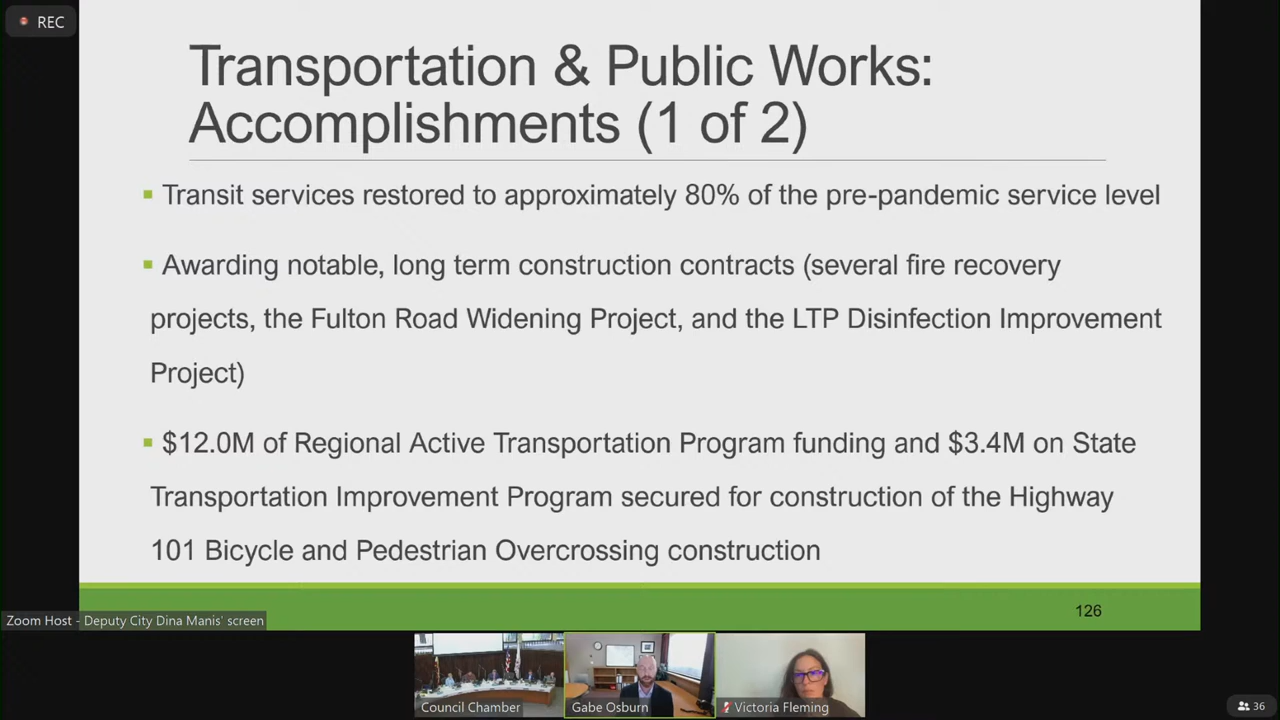 REC
Transportation & Public Works:
Accomplishments (1 of 2)
▪ Transit services restored to approximately 80% of the pre-pandemic service level
▪ Awarding notable, long term construction contracts (several fire recovery
projects, the Fulton Road Widening Project, and the LTP Disinfection Improvement
Project)
▪ $12.0M of Regional Active Transportation Program funding and $3.4M on State
Transportation Improvement Program secured for construction of the Highway
101 Bicycle and Pedestrian Overcrossing construction
126
Zoom Host - Deputy City Dina Manis' screen
Council Chamber
Gabe Osburn
Victoria Fleming
36